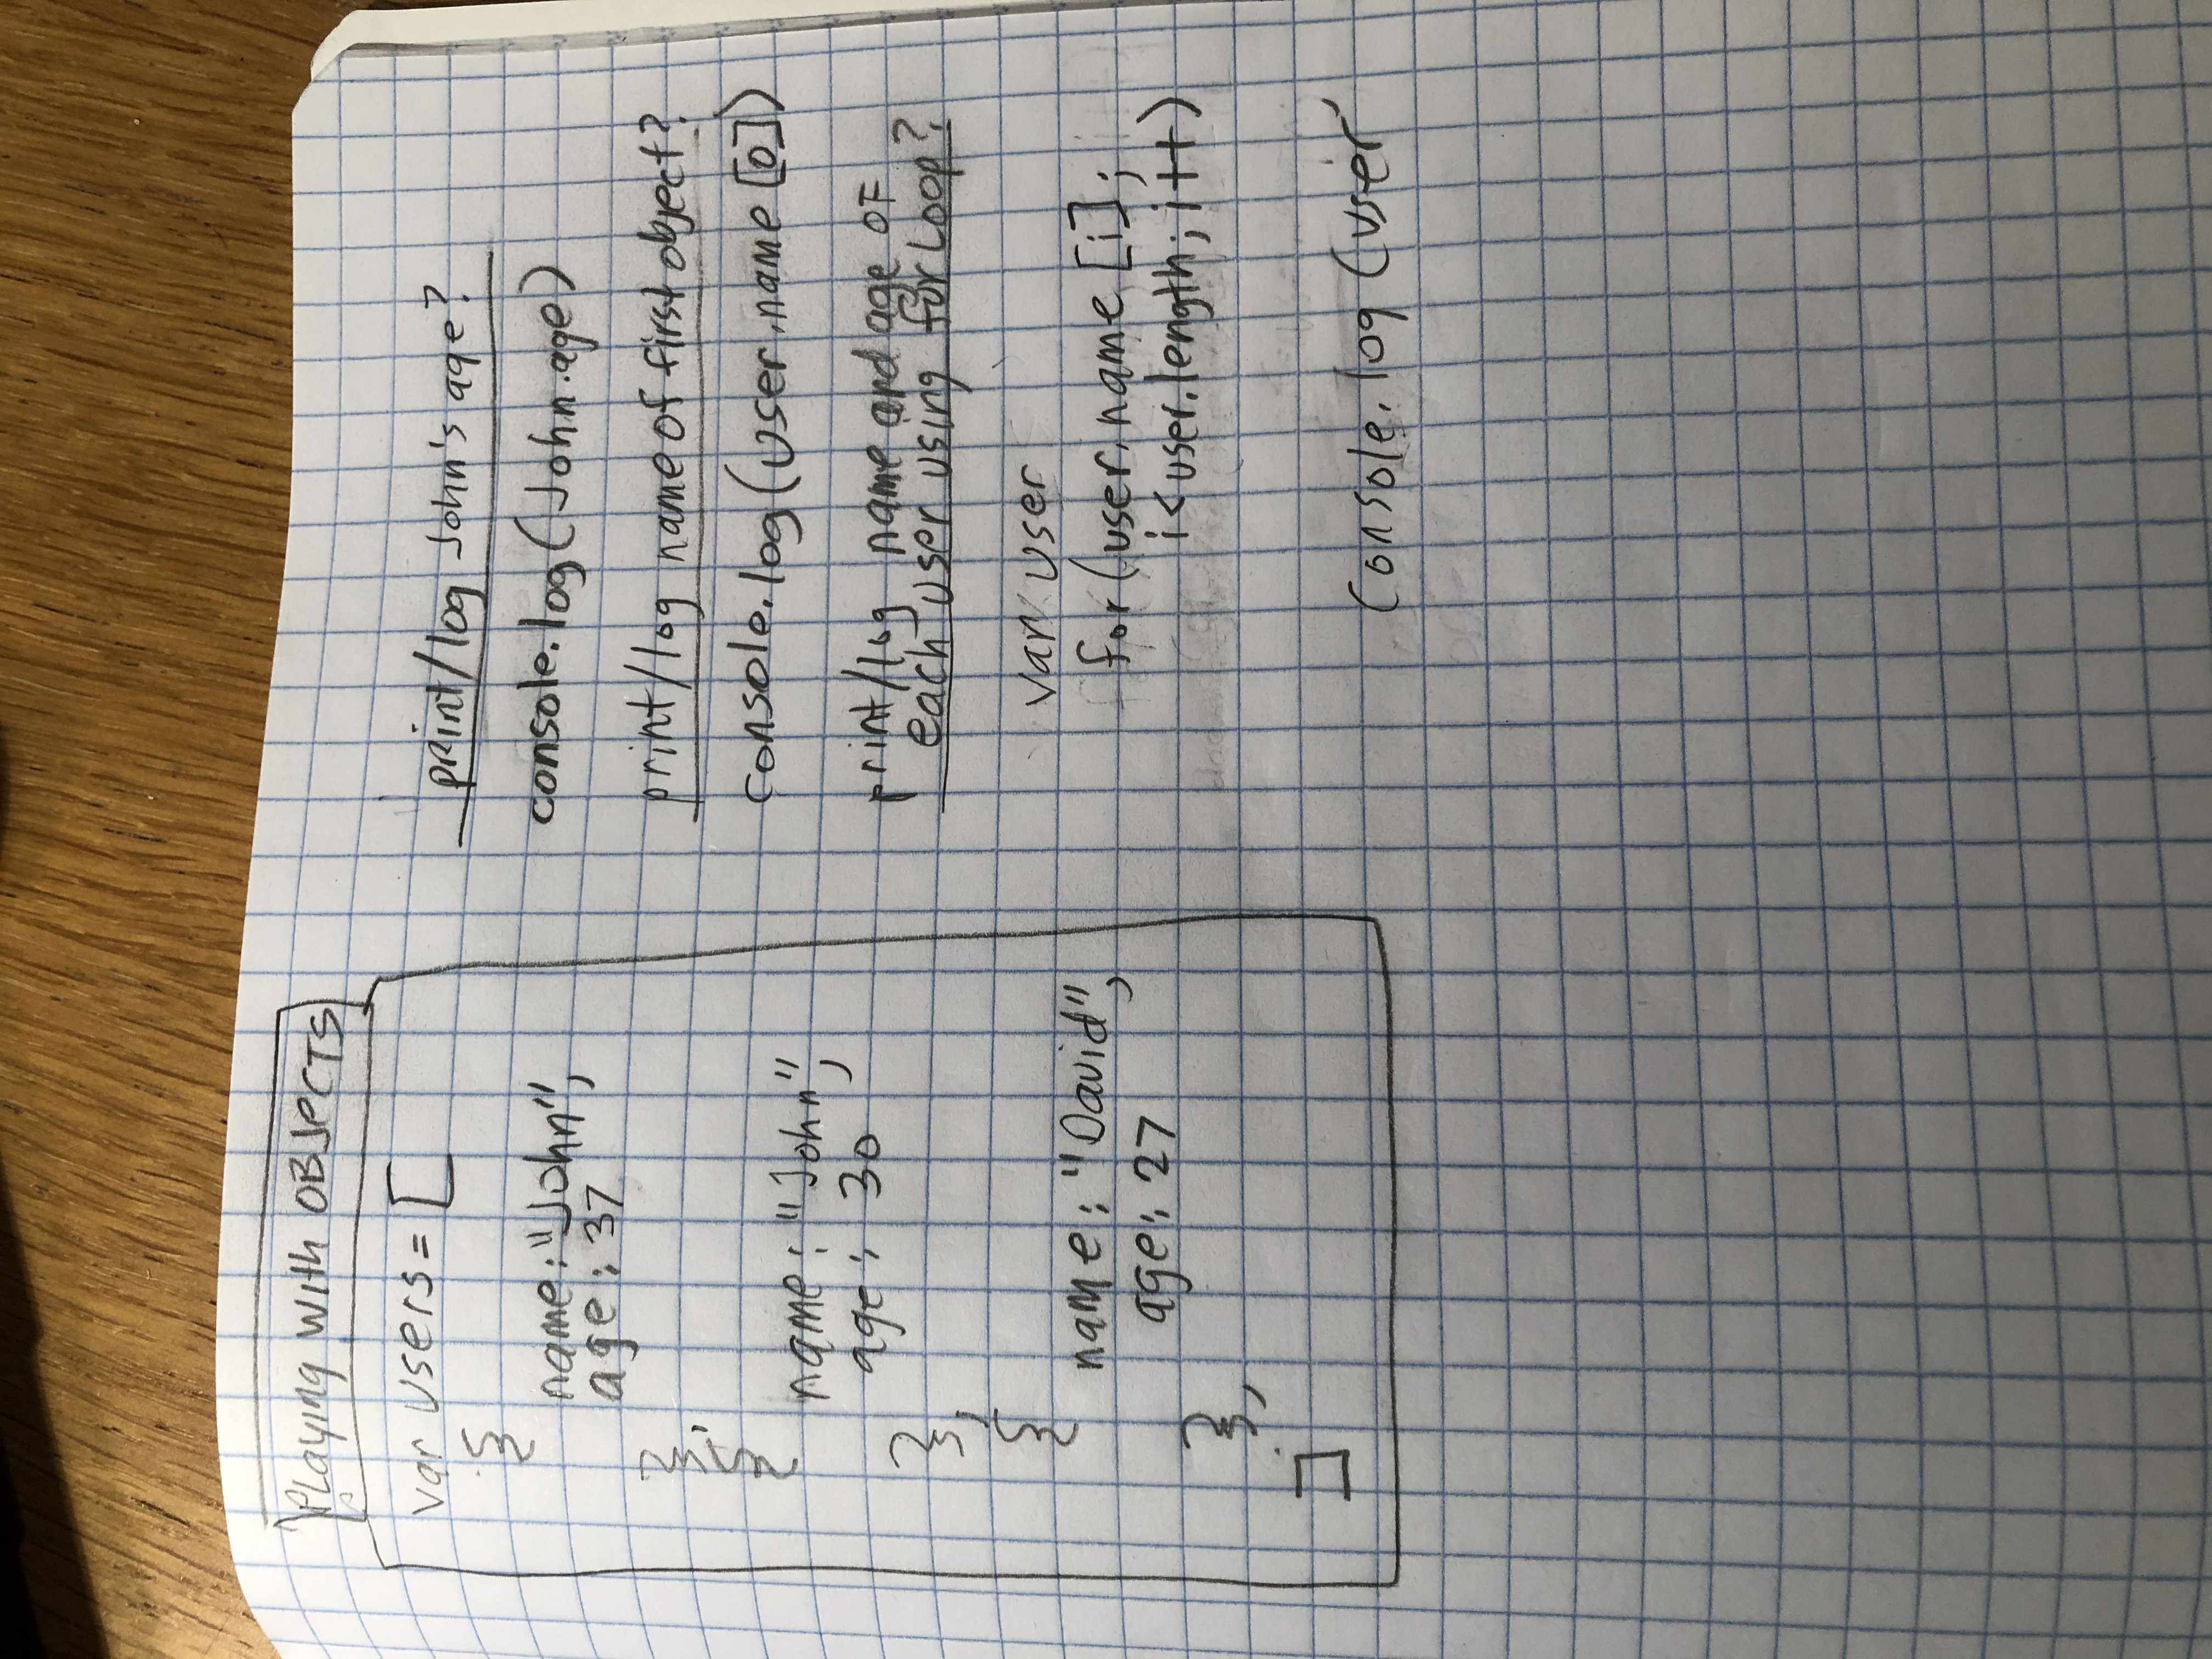 PLaying with OBJECTS
var users = [
{
name: "John",
age: 37
},
{
name: "John",
age: 30
},
{
name: "David",
age: 27
},
]
print/log John's age?
console.log(John.age)
print/log name of first object?
console.log(user.name[0])
print/log name and age OF
each user using for Loop?
var user
for(user.name[i];
i<user.length; i++)
console.log(user